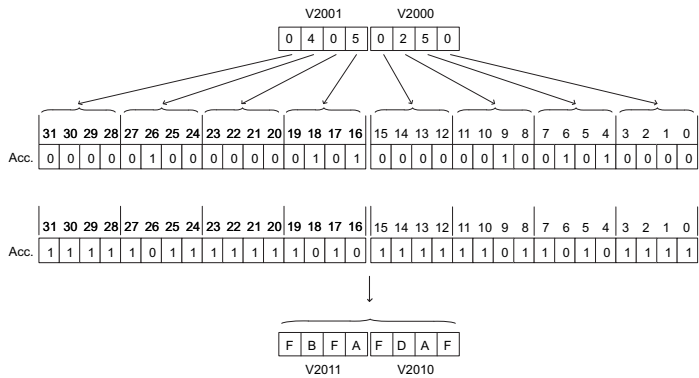 V2001 V2000
0 4 0 5 0 2 5 0
31 30 29 28 27 26 25 24 23 22 21 20 19 18 17 16 15 14 13 12 11 10 9 8 7 6 5 4 3 2 1 0
Acc. 0 0 0 0 0 1 0 0 0 0 0 0 0 1 0 1 0 0 0 0 0 0 1 0 0 1 0 1 0 0 0 0
31 30 29 28 27 26 25 24 23 22 21 20 19 18 17 16 15 14 13 12 11 10 9 8 7 6 5 4 3 2 1 0
Acc. 1 1 1 1 1 0 1 1 1 1 1 1 1 0 1 0 1 1 1 1 1 1 0 1 1 0 1 0 1 1 1 1
F B F A F D A F
V2011 V2010